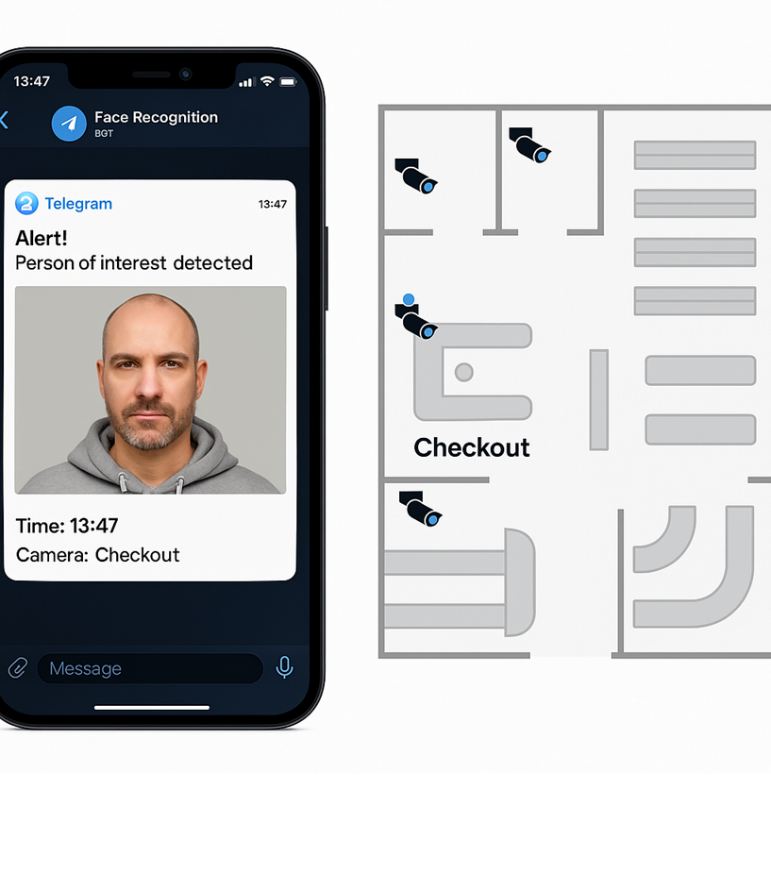 13:47
Face Recognition
BGT
Telegram
13:47
Alert!
Person of interest detected
Time: 13:47
Camera: Checkout
Message
Checkout